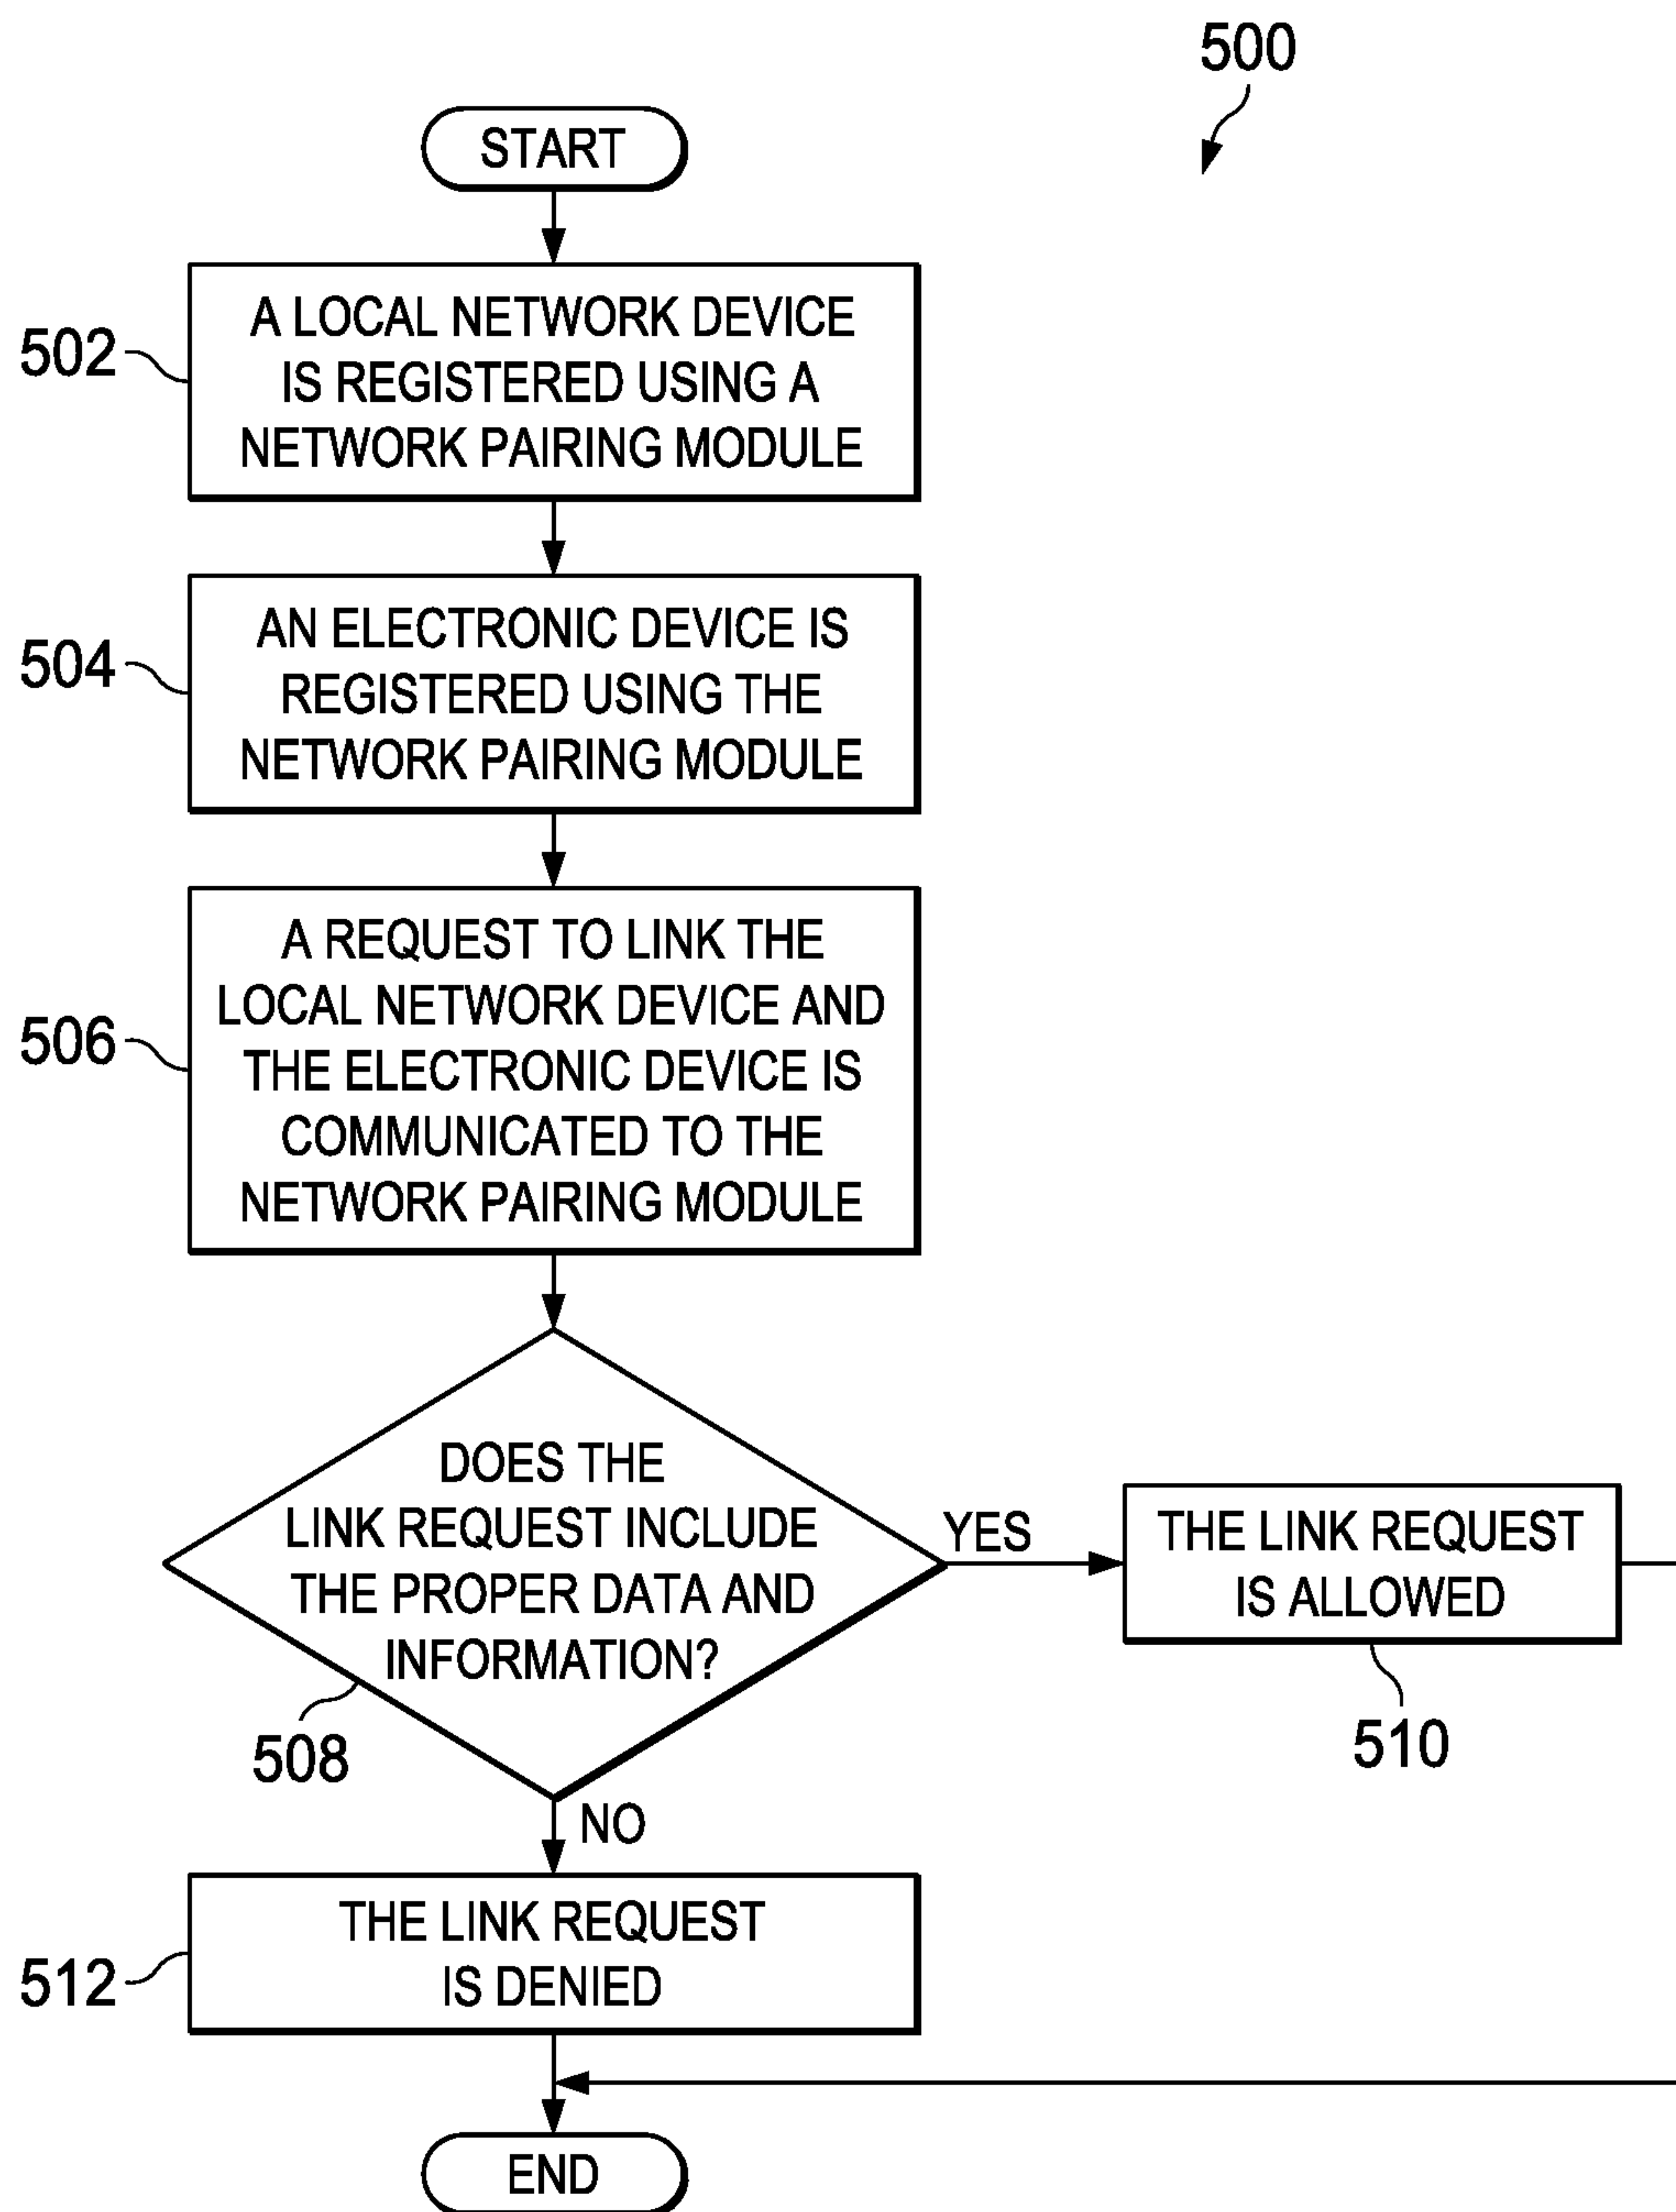 500
START
502
A LOCAL NETWORK DEVICE
IS REGISTERED USING A
NETWORK PAIRING MODULE
504
AN ELECTRONIC DEVICE IS
REGISTERED USING THE
NETWORK PAIRING MODULE
506
A REQUEST TO LINK THE
LOCAL NETWORK DEVICE AND
THE ELECTRONIC DEVICE IS
COMMUNICATED TO THE
NETWORK PAIRING MODULE
DOES THE
LINK REQUEST INCLUDE
THE PROPER DATA AND
INFORMATION?
508
YES
THE LINK REQUEST
IS ALLOWED
510
NO
512
THE LINK REQUEST
IS DENIED
END